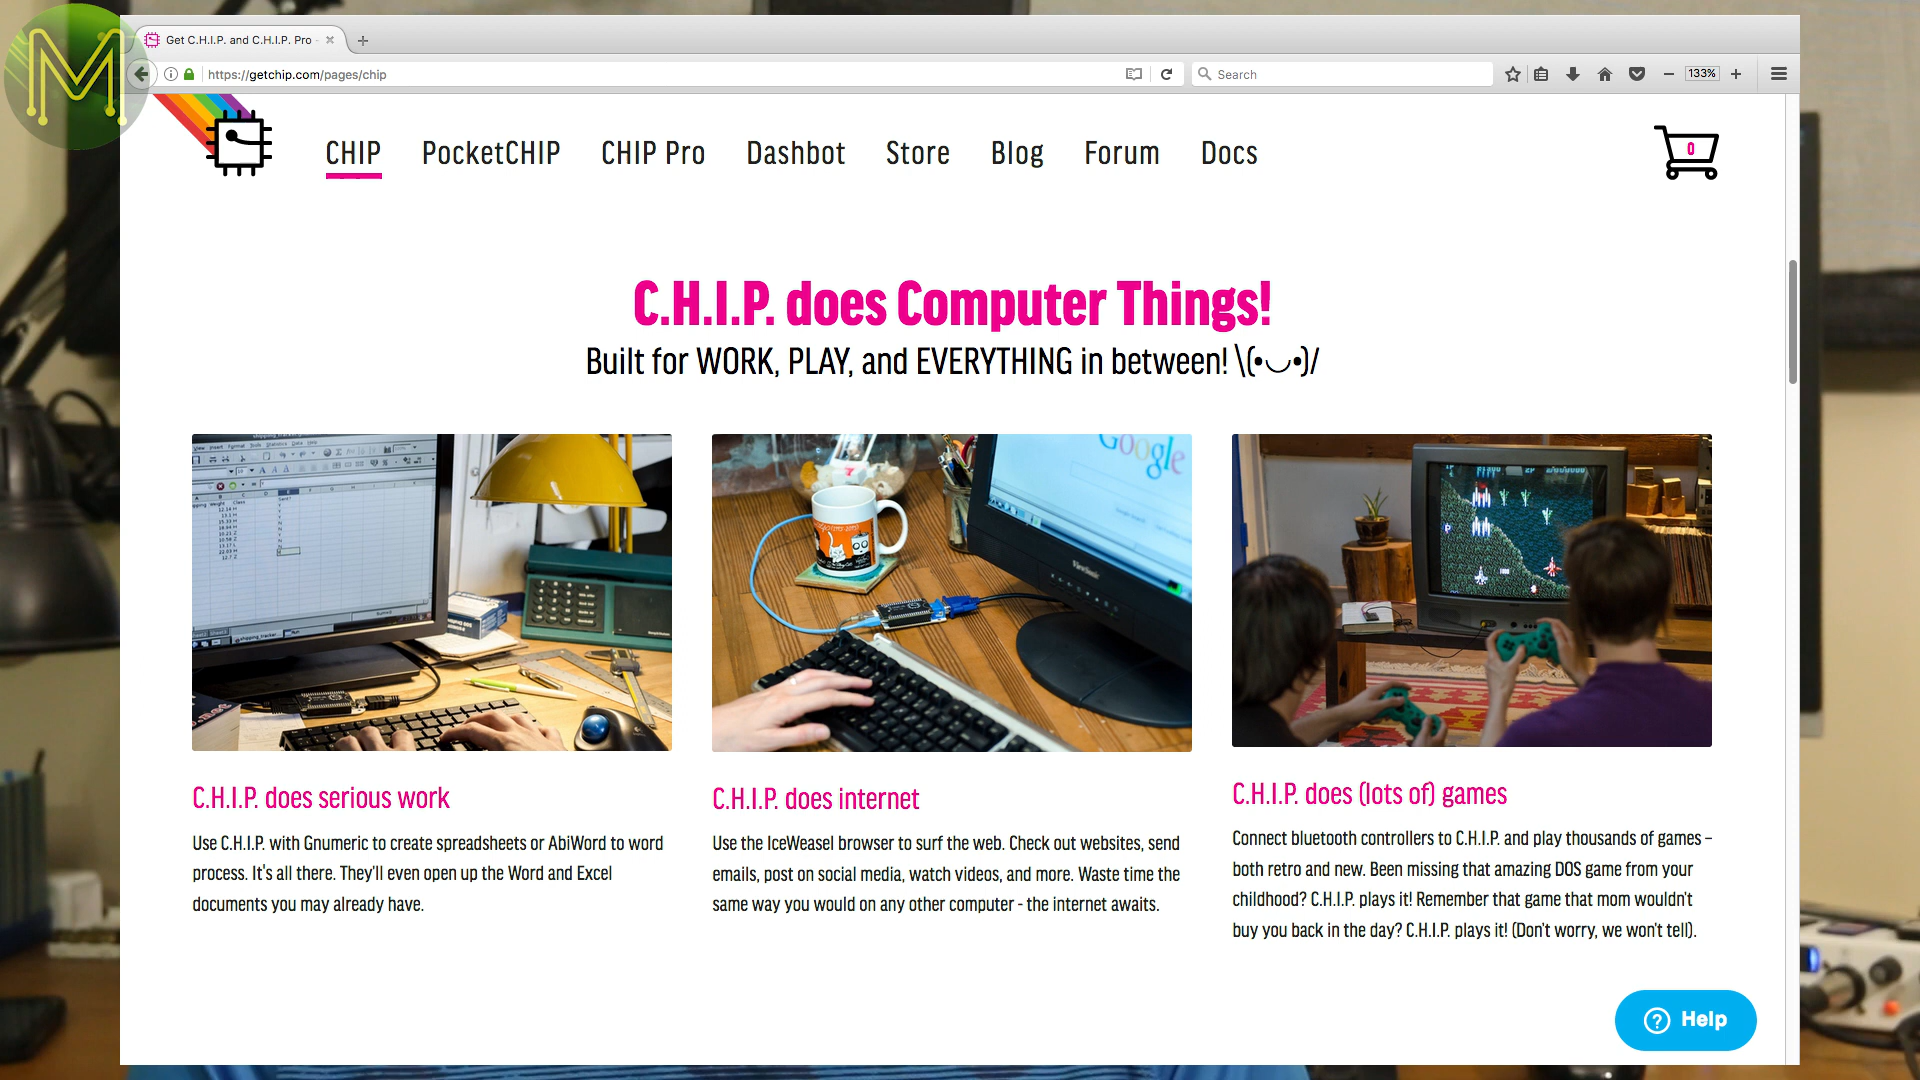 M
Get C.H.I.P. and C.H.I.P. Pro -
https://getchip.com/pages/chip
Search
133%
CHIP PocketCHIP CHIP Pro Dashbot Store Blog Forum Docs
0
C.H.I.P. does Computer Things!
Built for WORK, PLAY, and EVERYTHING in between! \(•◡•)/
Google
ViewSonic
C.H.I.P. does serious work
Use C.H.I.P. with Gnumeric to create spreadsheets or AbiWord to word
process. It's all there. They'll even open up the Word and Excel
documents you may already have.
C.H.I.P. does internet
Use the IceWeasel browser to surf the web. Check out websites, send
emails, post on social media, watch videos, and more. Waste time the
same way you would on any other computer - the internet awaits.
C.H.I.P. does (lots of) games
Connect bluetooth controllers to C.H.I.P. and play thousands of games –
both retro and new. Been missing that amazing DOS game from your
childhood? C.H.I.P. plays it! Remember that game that mom wouldn't
buy you back in the day? C.H.I.P. plays it! (Don't worry, we won't tell).
? Help